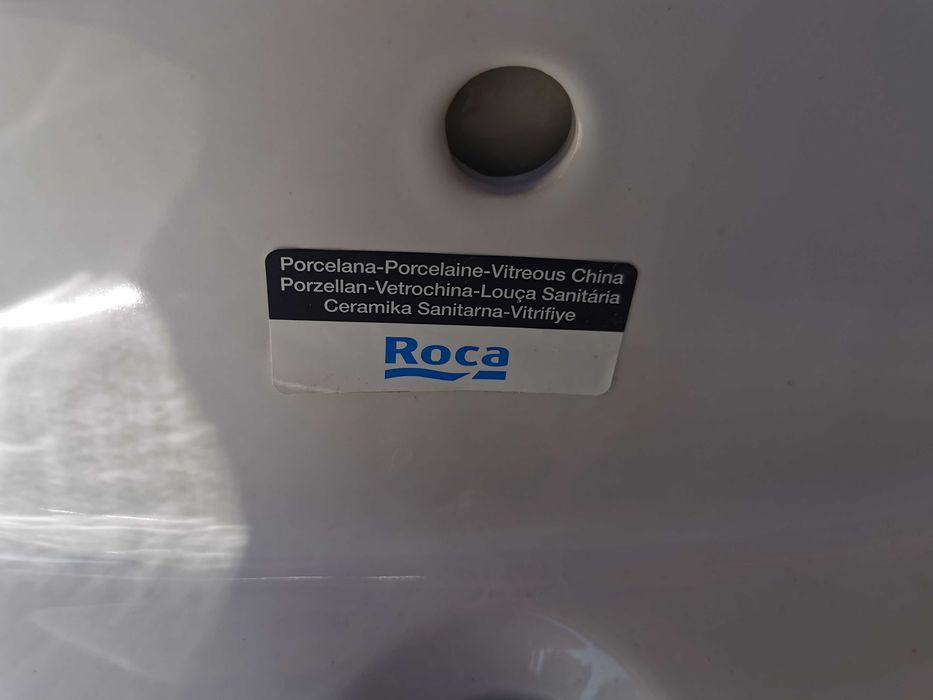 Porcelana-Porcelaine-Vitreous China
Porzellan-Vetrochina-Louça Sanitária
Ceramika Sanitarna-Vitrifiye
Roca